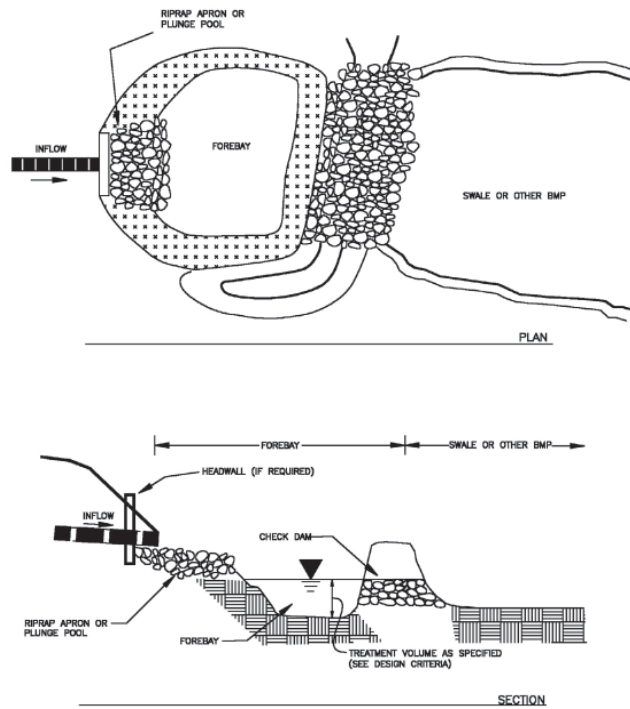 RIPRAP APRON OR
PLUNGE POOL
INFLOW
FOREBAY
SWALE OR OTHER BMP
PLAN
FOREBAY
SWALE OR OTHER BMP
HEADWALL (IF REQUIRED)
INFLOW
CHECK DAM
RIPRAP APRON OR
PLUNGE POOL
FOREBAY
TREATMENT VOLUME AS SPECIFIED
(SEE DESIGN CRITERIA)
SECTION